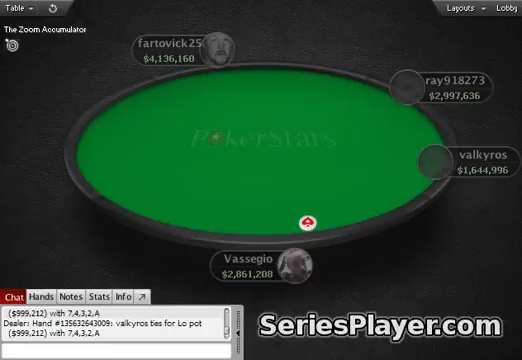 Table
Layouts
Lobby
The Zoom Accumulator
fartovick25
$4,136,160
ray918273
$2,997,636
PokerStars
valkyros
$1,644,996
Vassegio
$2,861,208
Chat Hands Notes Stats Info
($999,212) with 7,4,3,2,A
Dealer: Hand #135632643009: valkyros ties for Lo pot
($999,212) with 7,4,3,2,A
SeriesPlayer.com